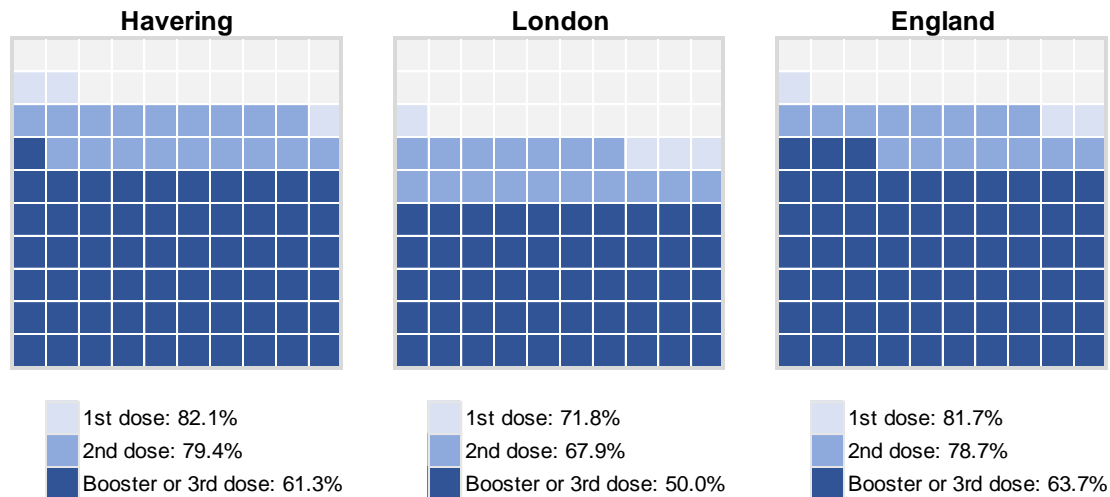 Havering
London
England
1st dose: 82.1%
2nd dose: 79.4%
Booster or 3rd dose: 61.3%
1st dose: 71.8%
2nd dose: 67.9%
Booster or 3rd dose: 50.0%
1st dose: 81.7%
2nd dose: 78.7%
Booster or 3rd dose: 63.7%